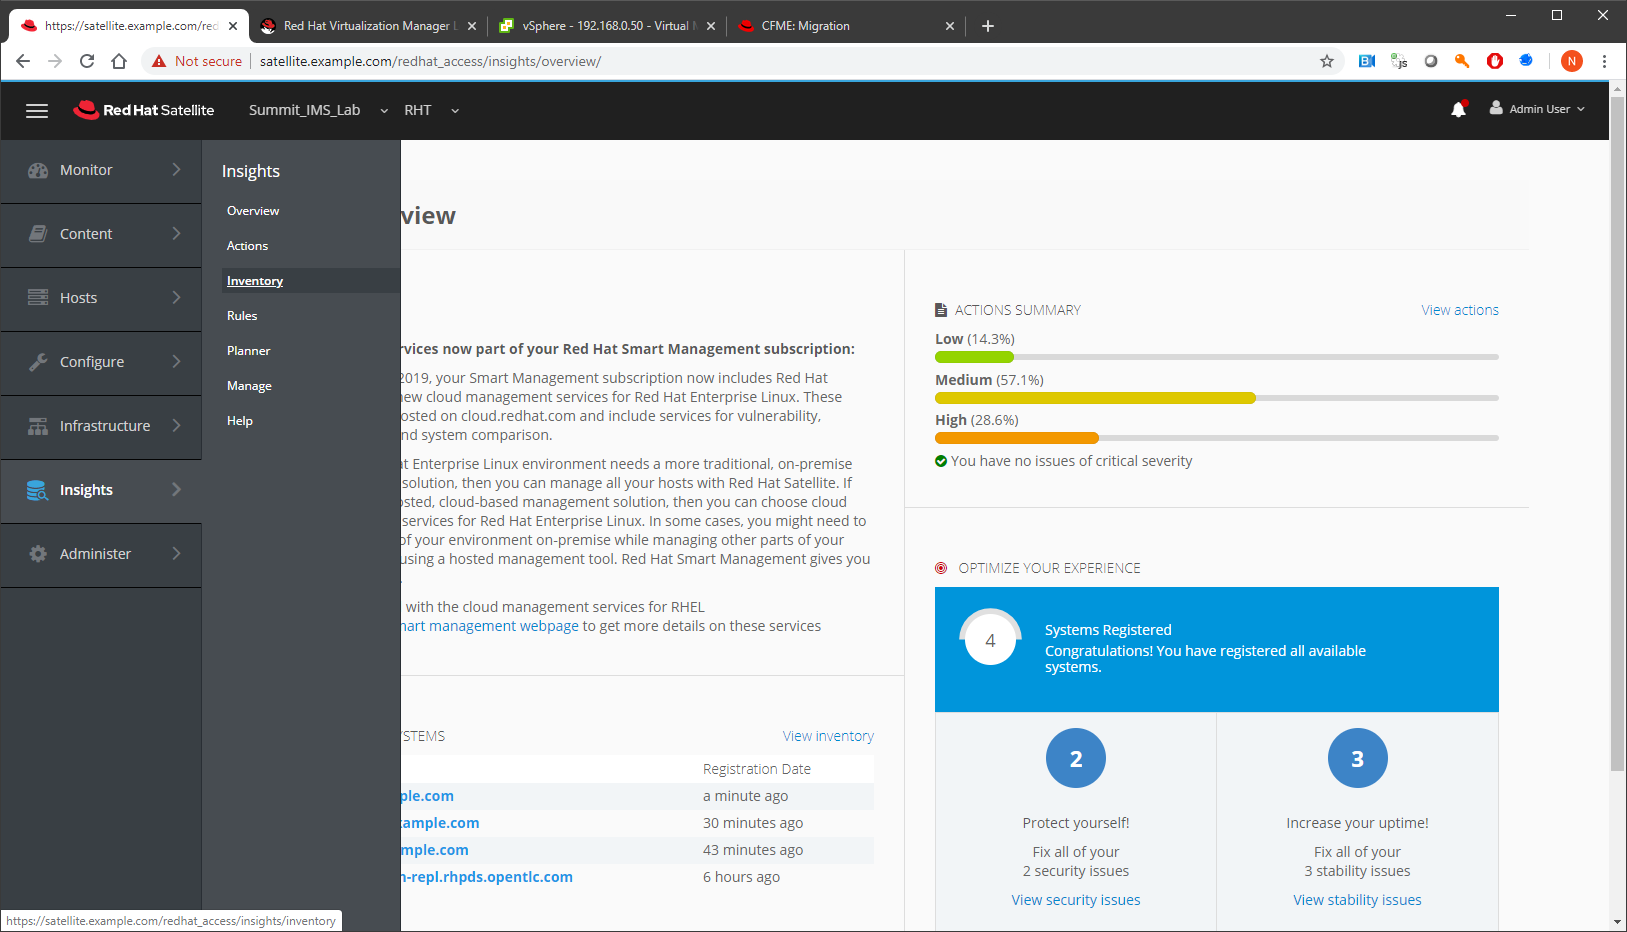 https://satellite.example.com/red
Red Hat Virtualization Manager L
vSphere - 192.168.0.50 - Virtual M
CFME: Migration
Not secure
satellite.example.com/redhat_access/insights/overview/
N
Red Hat Satellite
Summit_IMS_Lab
RHT
Admin User
Monitor
Content
Hosts
Configure
Infrastructure
Insights
Administer
Insights
Overview
Actions
Inventory
Rules
Planner
Manage
Help
view
rvices now part of your Red Hat Smart Management subscription:
2019, your Smart Management subscription now includes Red Hat
new cloud management services for Red Hat Enterprise Linux. These
osted on cloud.redhat.com and include services for vulnerability,
nd system comparison.
at Enterprise Linux environment needs a more traditional, on-premise
solution, then you can manage all your hosts with Red Hat Satellite. If
osted, cloud-based management solution, then you can choose cloud
services for Red Hat Enterprise Linux. In some cases, you might need to
of your environment on-premise while managing other parts of your
using a hosted management tool. Red Hat Smart Management gives you
.
with the cloud management services for RHEL
mart management webpage to get more details on these services
YSTEMS
View inventory
Registration Date
ple.com
a minute ago
xample.com
30 minutes ago
mple.com
43 minutes ago
n-repl.rhpds.opentlc.com
6 hours ago
ACTIONS SUMMARY
View actions
Low (14.3%)
Medium (57.1%)
High (28.6%)
You have no issues of critical severity
OPTIMIZE YOUR EXPERIENCE
4
Systems Registered
Congratulations! You have registered all available
systems.
2
Protect yourself!
Fix all of your
2 security issues
View security issues
3
Increase your uptime!
Fix all of your
3 stability issues
View stability issues
https://satellite.example.com/redhat_access/insights/inventory